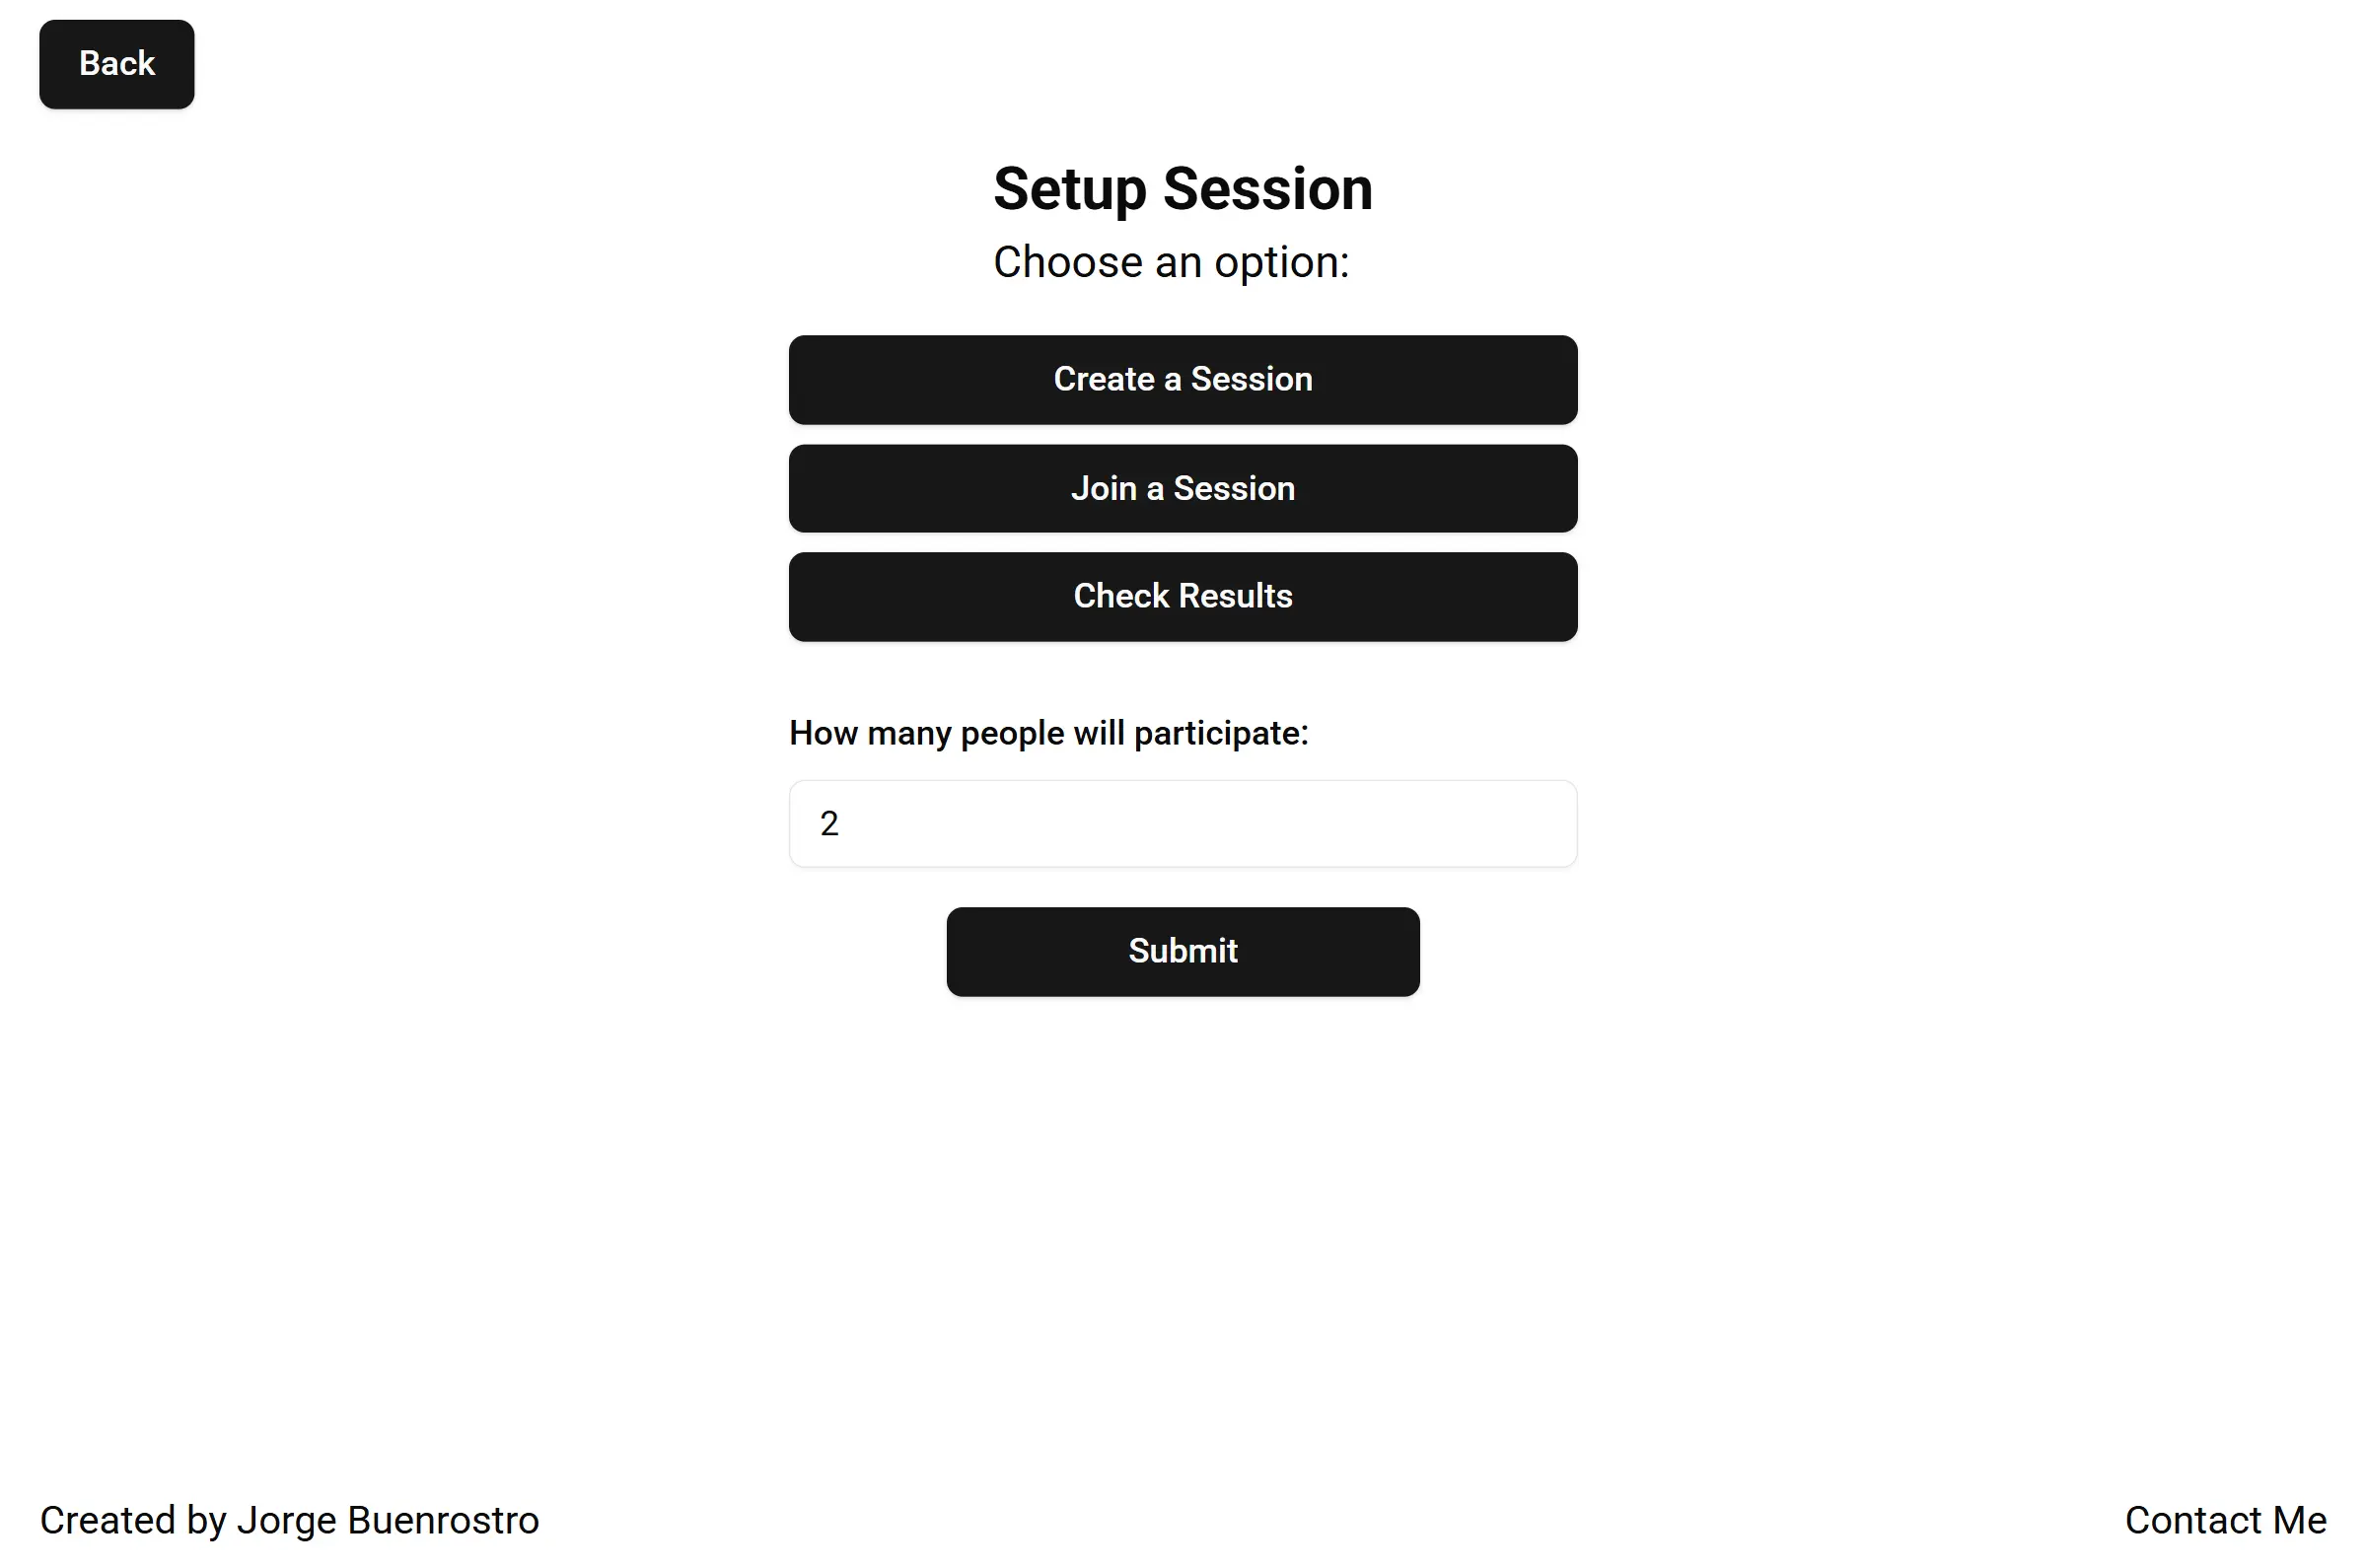 Back
Setup Session
Choose an option:
Create a Session
Join a Session
Check Results
How many people will participate:
2
Submit
Created by Jorge Buenrostro
Contact Me